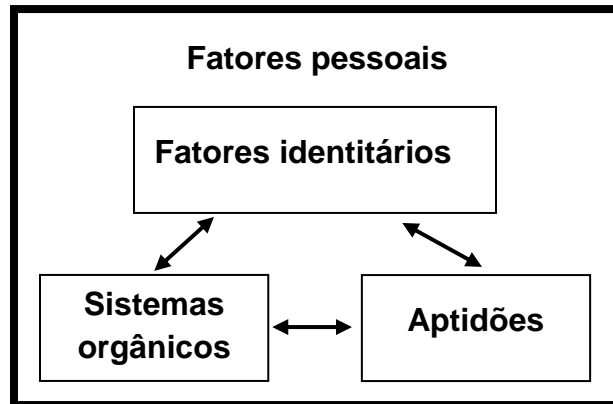 Fatores pessoais
Fatores identitários
Sistemas
orgânicos
Aptidões